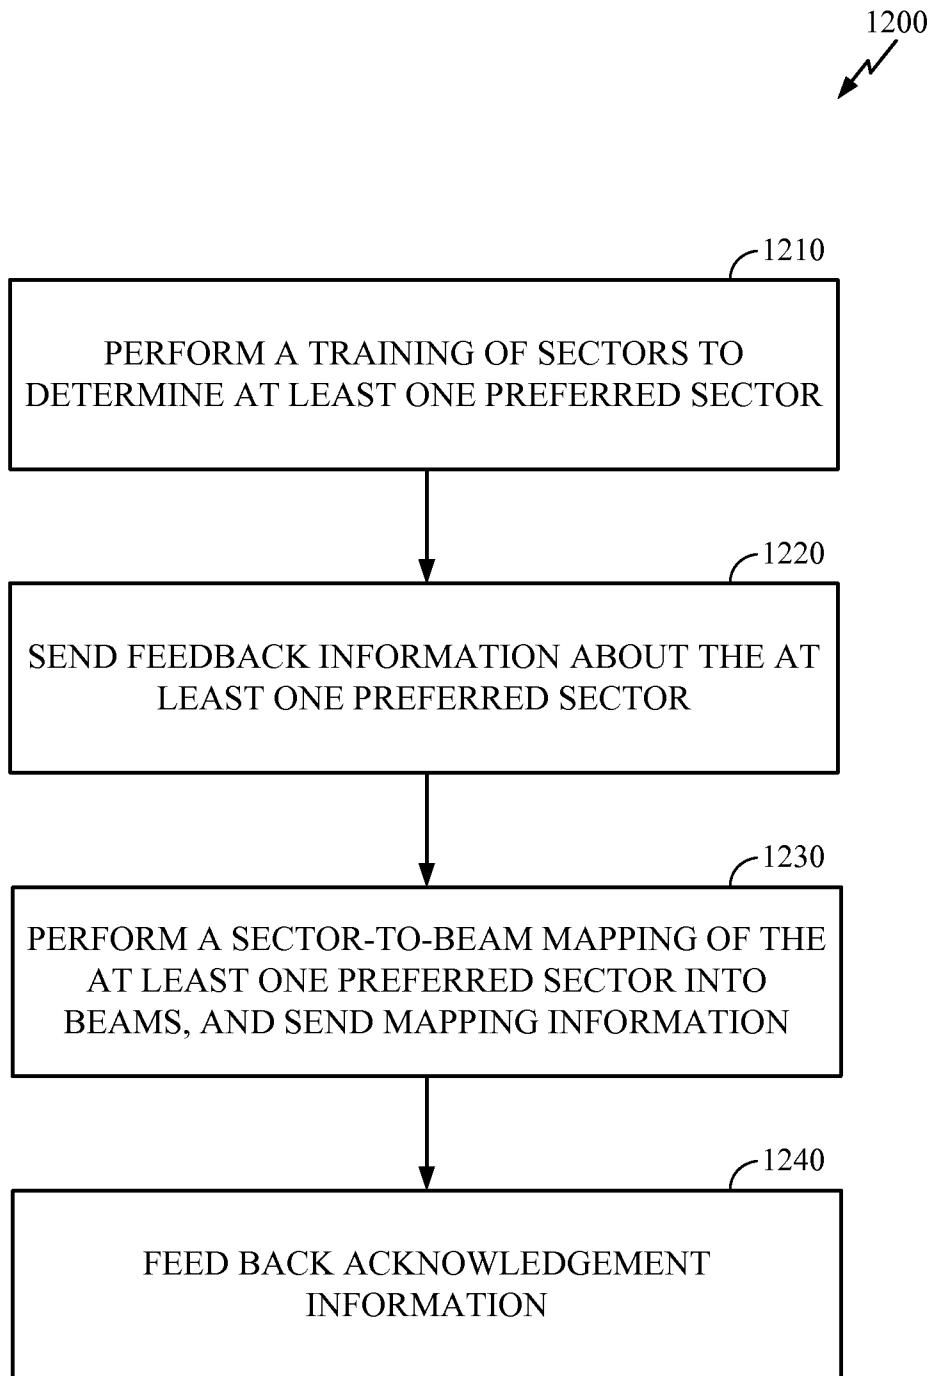 1200
1210
PERFORM A TRAINING OF SECTORS TO
DETERMINE AT LEAST ONE PREFERRED SECTOR
1220
SEND FEEDBACK INFORMATION ABOUT THE AT
LEAST ONE PREFERRED SECTOR
1230
PERFORM A SECTOR-TO-BEAM MAPPING OF THE
AT LEAST ONE PREFERRED SECTOR INTO
BEAMS, AND SEND MAPPING INFORMATION
1240
FEED BACK ACKNOWLEDGEMENT
INFORMATION